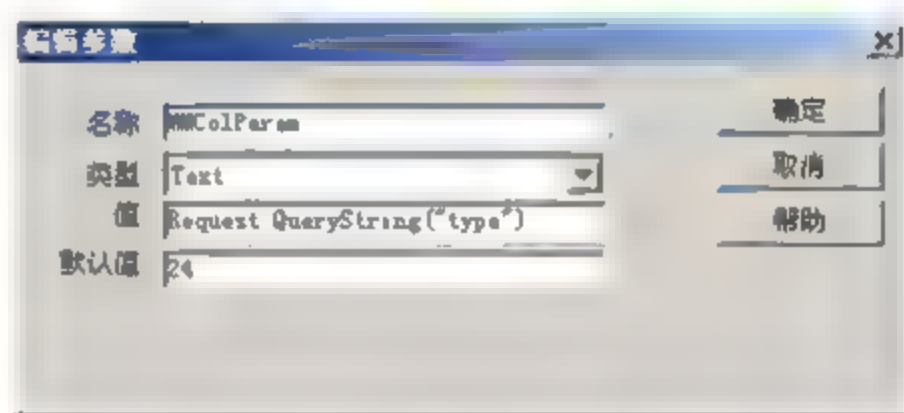 编辑参数
名称 MMColParam 确定
类型 Text 取消
值 Request QueryString("type") 帮助
默认值 24